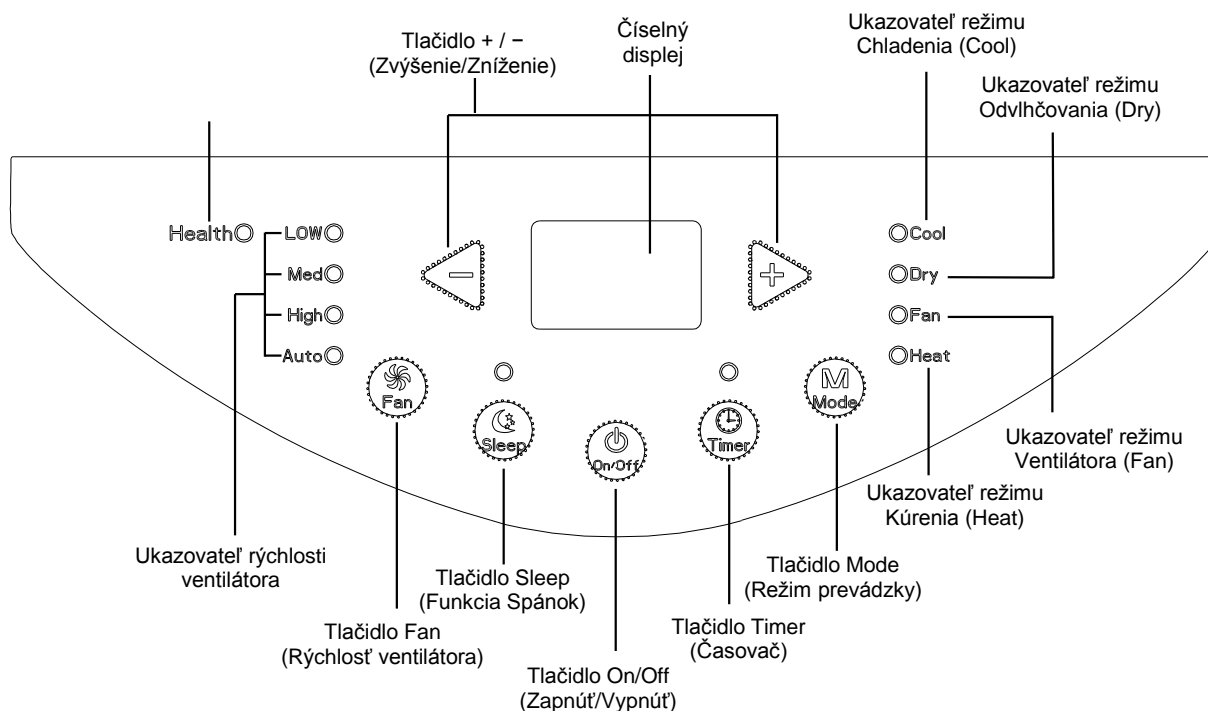 Ukazovateľ režimu
Chladenia (Cool)
Tlačidlo + / −
(Zvýšenie/Zníženie)
Číselný
displej
Ukazovateľ režimu
Odvlhčovania (Dry)
Health
LOW
Med
High
Auto
−
+
Cool
Dry
Fan
Heat
Fan
Sleep
On/Off
Timer
M
Mode
Ukazovateľ režimu
Ventilátora (Fan)
Ukazovateľ režimu
Kúrenia (Heat)
Ukazovateľ rýchlosti
ventilátora
Tlačidlo Sleep
(Funkcia Spánok)
Tlačidlo Mode
(Režim prevádzky)
Tlačidlo Fan
(Rýchlosť ventilátora)
Tlačidlo Timer
(Časovač)
Tlačidlo On/Off
(Zapnúť/Vypnúť)